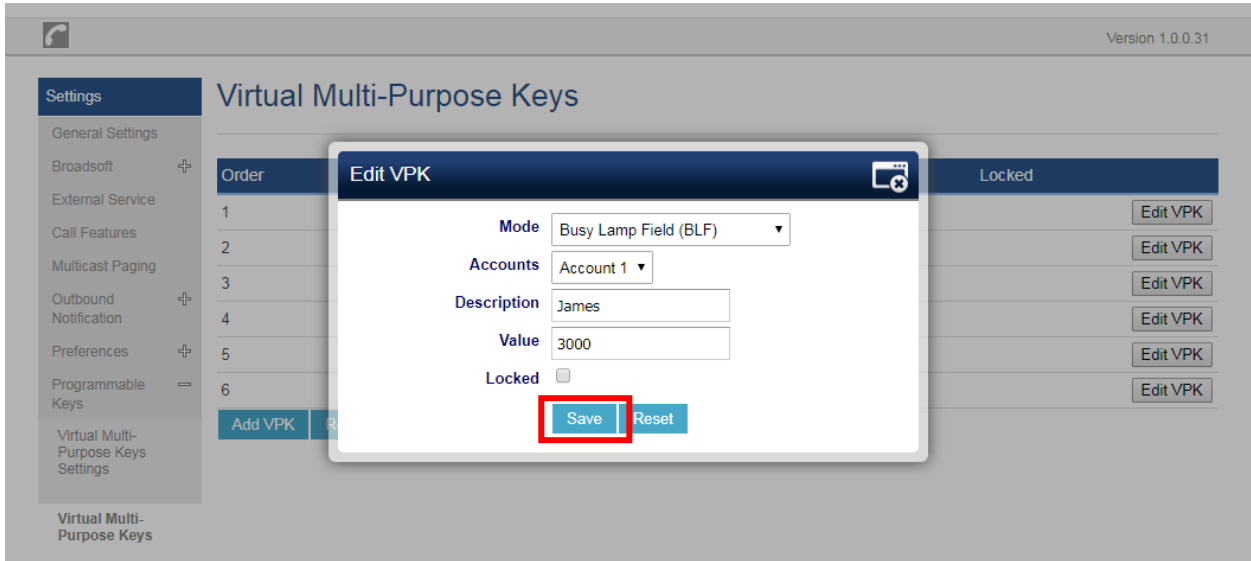 Version 1.0.0.31
Settings
Virtual Multi-Purpose Keys
General Settings
Broadsoft
External Service
Call Features
Multicast Paging
Outbound
Notification
Preferences
Programmable
Keys
Virtual Multi-
Purpose Keys
Settings
Virtual Multi-
Purpose Keys
Order Locked
1 Edit VPK
2 Edit VPK
3 Edit VPK
4 Edit VPK
5 Edit VPK
6 Edit VPK
Add VPK
Edit VPK
Mode Busy Lamp Field (BLF)
Accounts Account 1
Description James
Value 3000
Locked
Save Reset